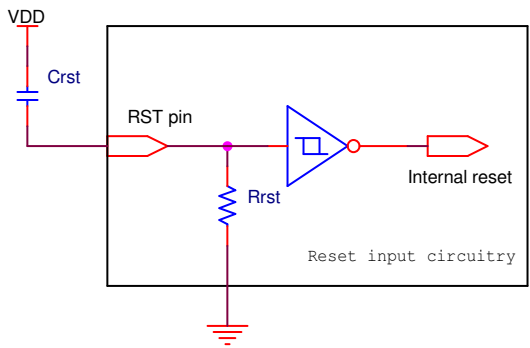 VDD
Crst
RST pin
Rrst
Internal reset
Reset input circuitry